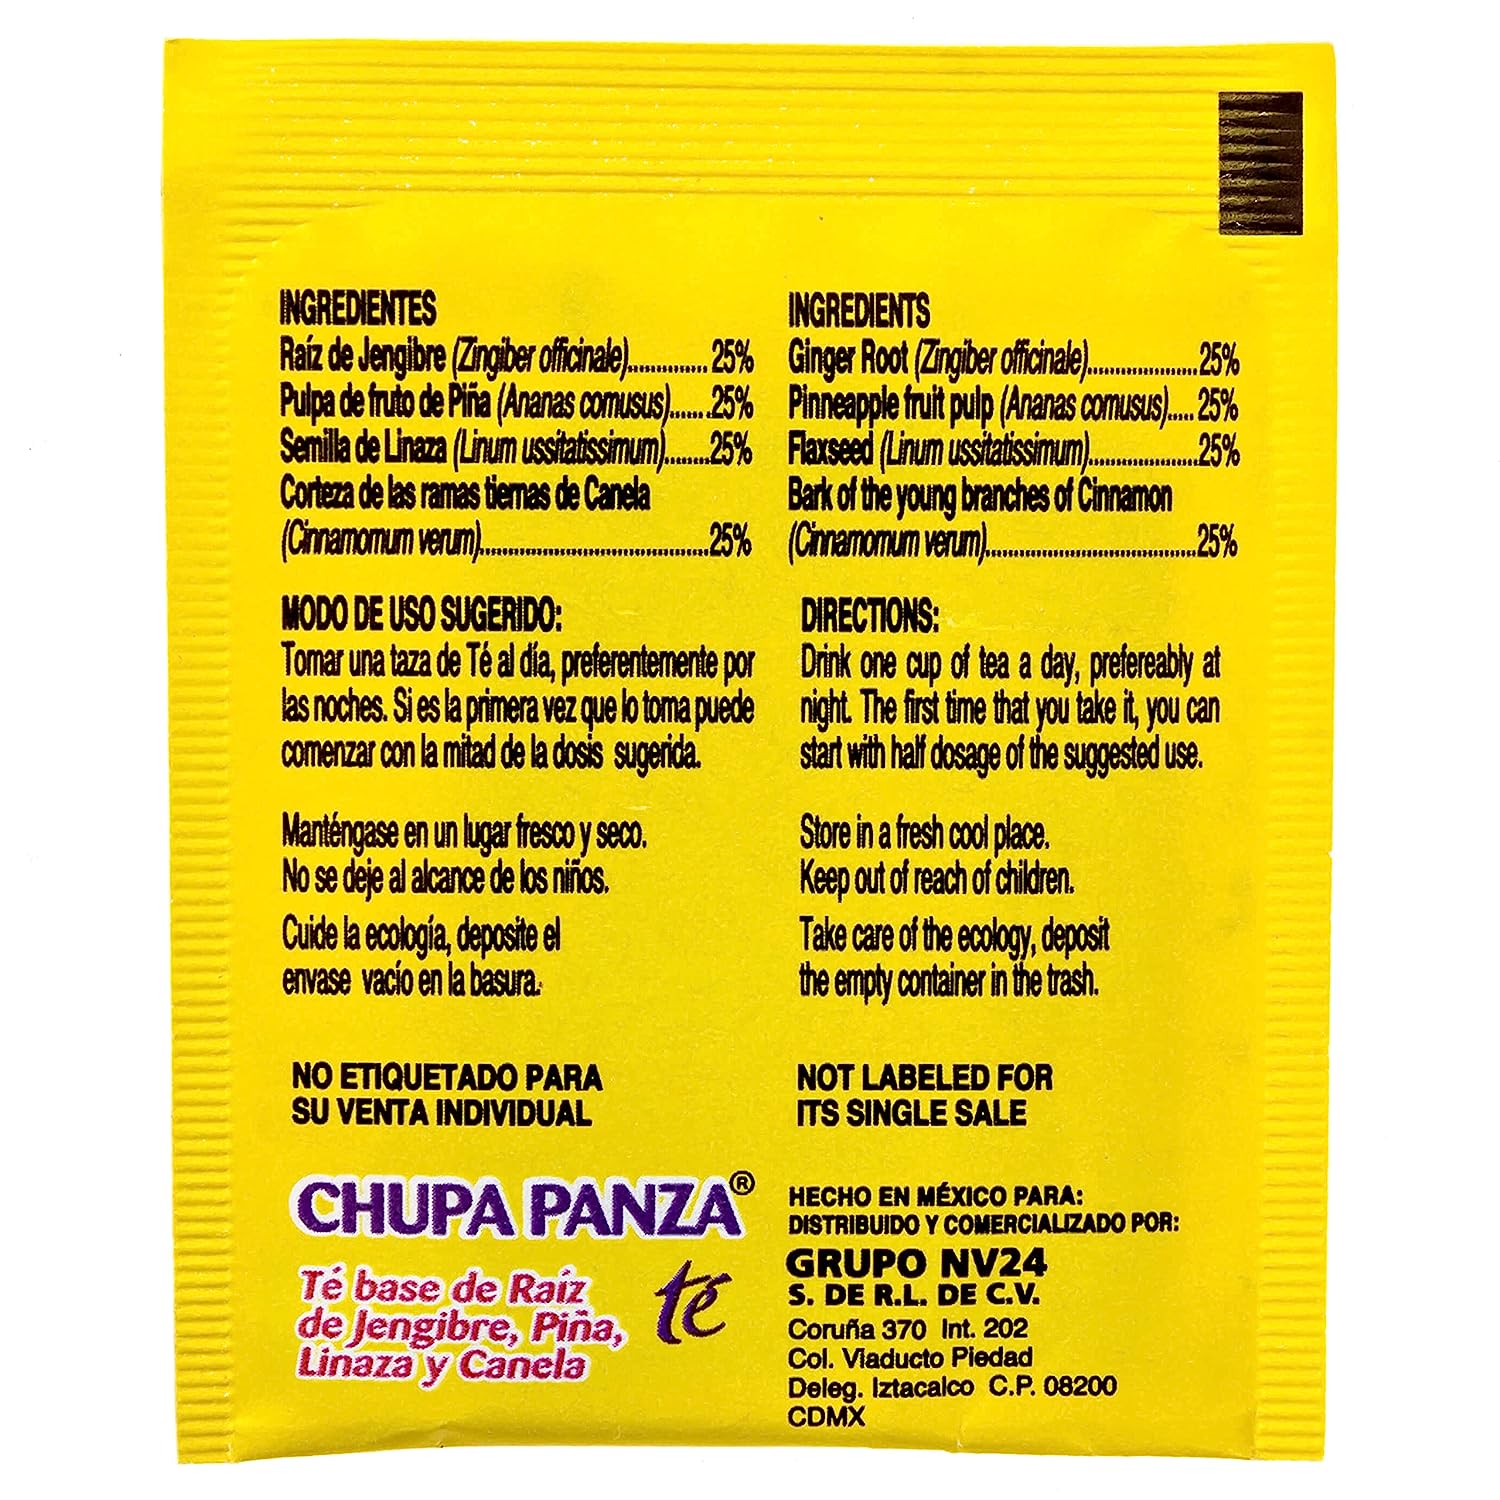 INGREDIENTES
Raíz de Jengibre (Zingiber officinale)............. 25%
Pulpa de fruto de Piña (Ananas comusus).......25%
Semilla de Linaza (Linum ussitatissimum)........25%
Corteza de las ramas tiernas de Canela
(Cinnamomum verum).......................................25%
MODO DE USO SUGERIDO:
Tomar una taza de Té al día, preferentemente por
las noches. Si es la primera vez que lo toma puede
comenzar con la mitad de la dosis sugerida.
Manténgase en un lugar fresco y seco.
No se deje al alcance de los niños.
Cuide la ecología, deposite el
envase vacío en la basura.
NO ETIQUETADO PARA
SU VENTA INDIVIDUAL
CHUPA PANZA®
té
Té base de Raíz
de Jengibre, Piña,
Linaza y Canela
INGREDIENTS
Ginger Root (Zingiber officinale)...................25%
Pinneapple fruit pulp (Ananas comusus)..... 25%
Flaxseed (Linum ussitatissimum)...................25%
Bark of the young branches of Cinnamon
(Cinnamomum verum)....................................25%
DIRECTIONS:
Drink one cup of tea a day, prefereably at
night. The first time that you take it, you can
start with half dosage of the suggested use.
Store in a fresh cool place.
Keep out of reach of children.
Take care of the ecology, deposit
the empty container in the trash.
NOT LABELED FOR
ITS SINGLE SALE
HECHO EN MÉXICO PARA:
DISTRIBUIDO Y COMERCIALIZADO POR:
GRUPO NV24
S. DE R.L. DE C.V.
Coruña 370 Int. 202
Col. Viaducto Piedad
Deleg. Iztacalco C.P. 08200
CDMX